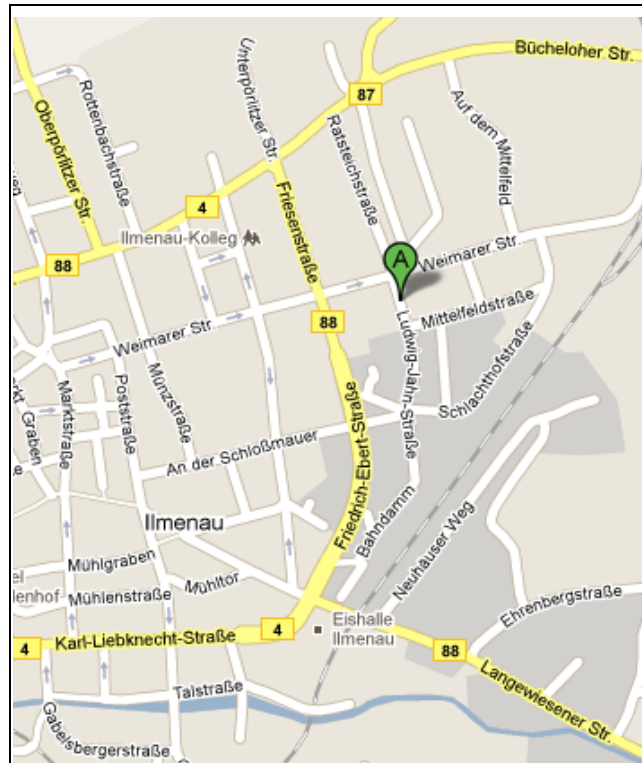 Bücheloher Str.
Unterpörlitzer Str.
Rottenbachstraße
Oberpörlitzer Str.
87
Auf dem Mittelfeld
Ratsteichstraße
4
Ilmenau-Kolleg
Friesenstraße
88
A
Weimarer Str.
88
Mittelfeldstraße
Weimarer Str.
Ludwig-Jahn-Straße
Schlachthofstraße
Marktstraße
Poststraße
Münzstraße
Graben
Friedrich-Ebert-Straße
An der Schloßmauer
Ilmenau
Bahndamm
Neuhäuser Weg
Mühlgraben
Mühltor
Mühlenstraße
lenhof
Ehrenbergstraße
Eishalle
Ilmenau
4
Karl-Liebknecht-Straße
4
88
Langewiesener Str.
Talstraße
Gabelsbergerstraße